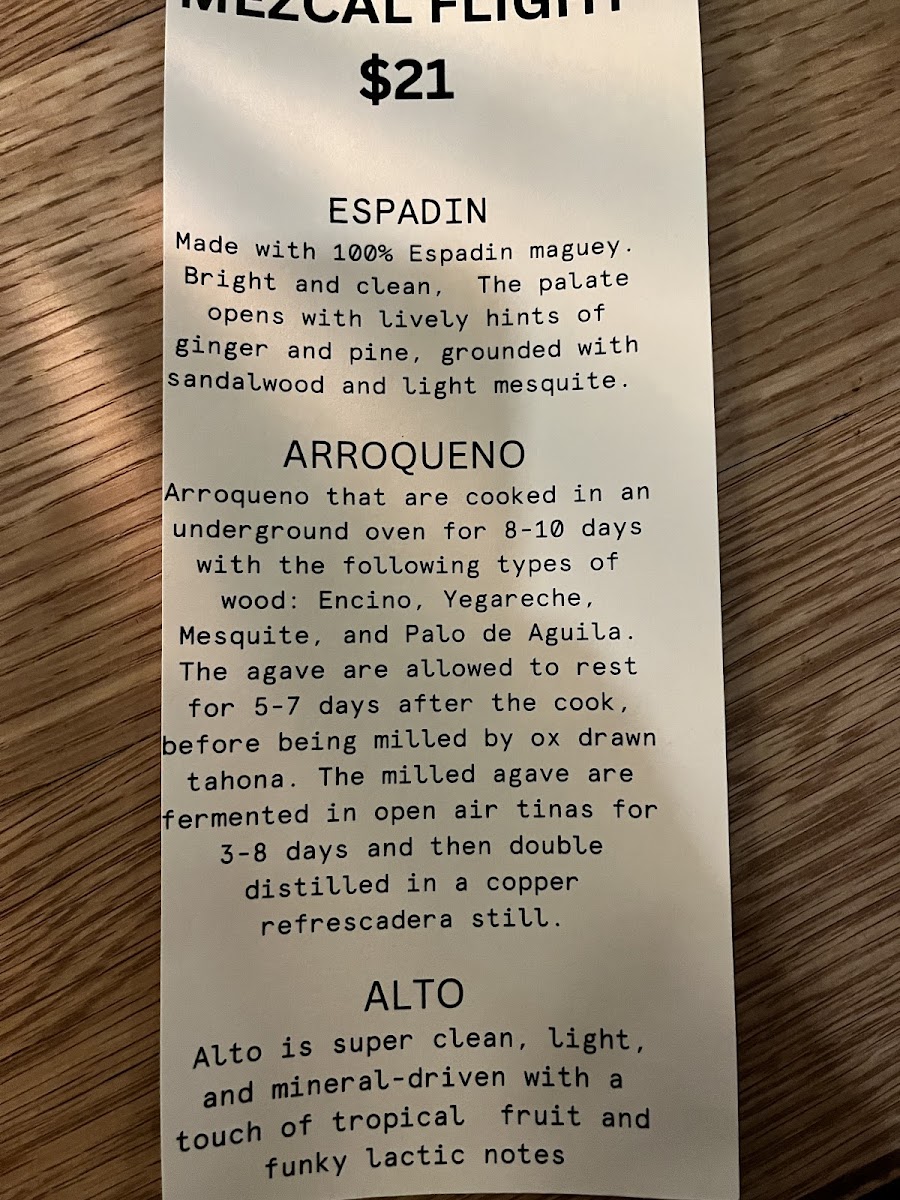 MEZCAL FLIGHT
$21
ESPADIN
Made with 100% Espadin maguey.
Bright and clean,  The palate
opens with lively hints of
ginger and pine, grounded with
sandalwood and light mesquite.
ARROQUENO
Arroqueno that are cooked in an
underground oven for 8-10 days
with the following types of
wood: Encino, Yegareche,
Mesquite, and Palo de Aguila.
The agave are allowed to rest
for 5-7 days after the cook,
before being milled by ox drawn
tahona. The milled agave are
fermented in open air tinas for
3-8 days and then double
distilled in a copper
refrescadera still.
ALTO
Alto is super clean, light,
and mineral-driven with a
touch of tropical  fruit and
funky lactic notes